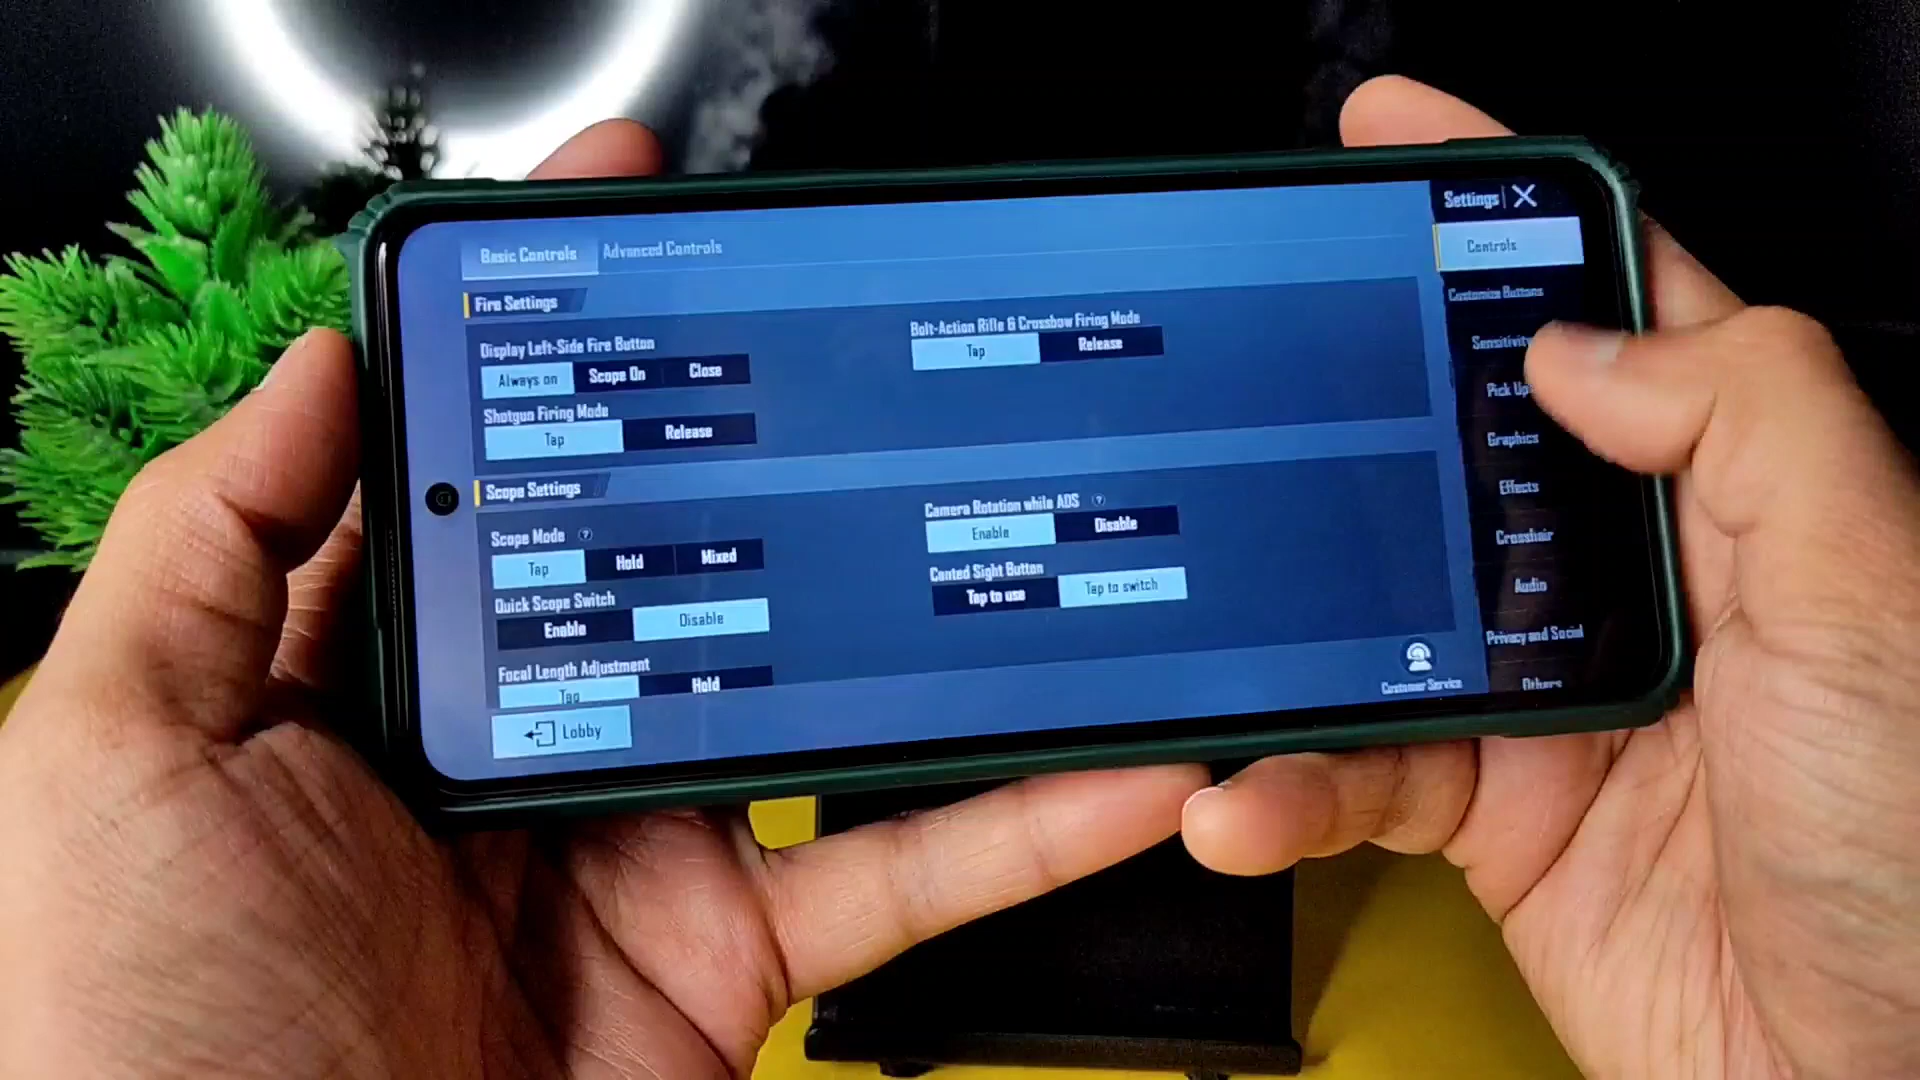 Basic Controls
Advanced Controls
Settings
Controls
Customize Buttons
Sensitivity
Pick Up
Graphics
Effects
Crosshair
Audio
Privacy and Social
Others
Fire Settings
Display Left-Side Fire Button
Always on
Scope On
Close
Bolt-Action Rifle & Crossbow Firing Mode
Tap
Release
Shotgun Firing Mode
Tap
Release
Scope Settings
Scope Mode ?
Tap
Hold
Mixed
Camera Rotation while ADS ?
Enable
Disable
Quick Scope Switch
Enable
Disable
Canted Sight Button
Tap to use
Tap to switch
Focal Length Adjustment
Tap
Hold
Lobby
Customer Service